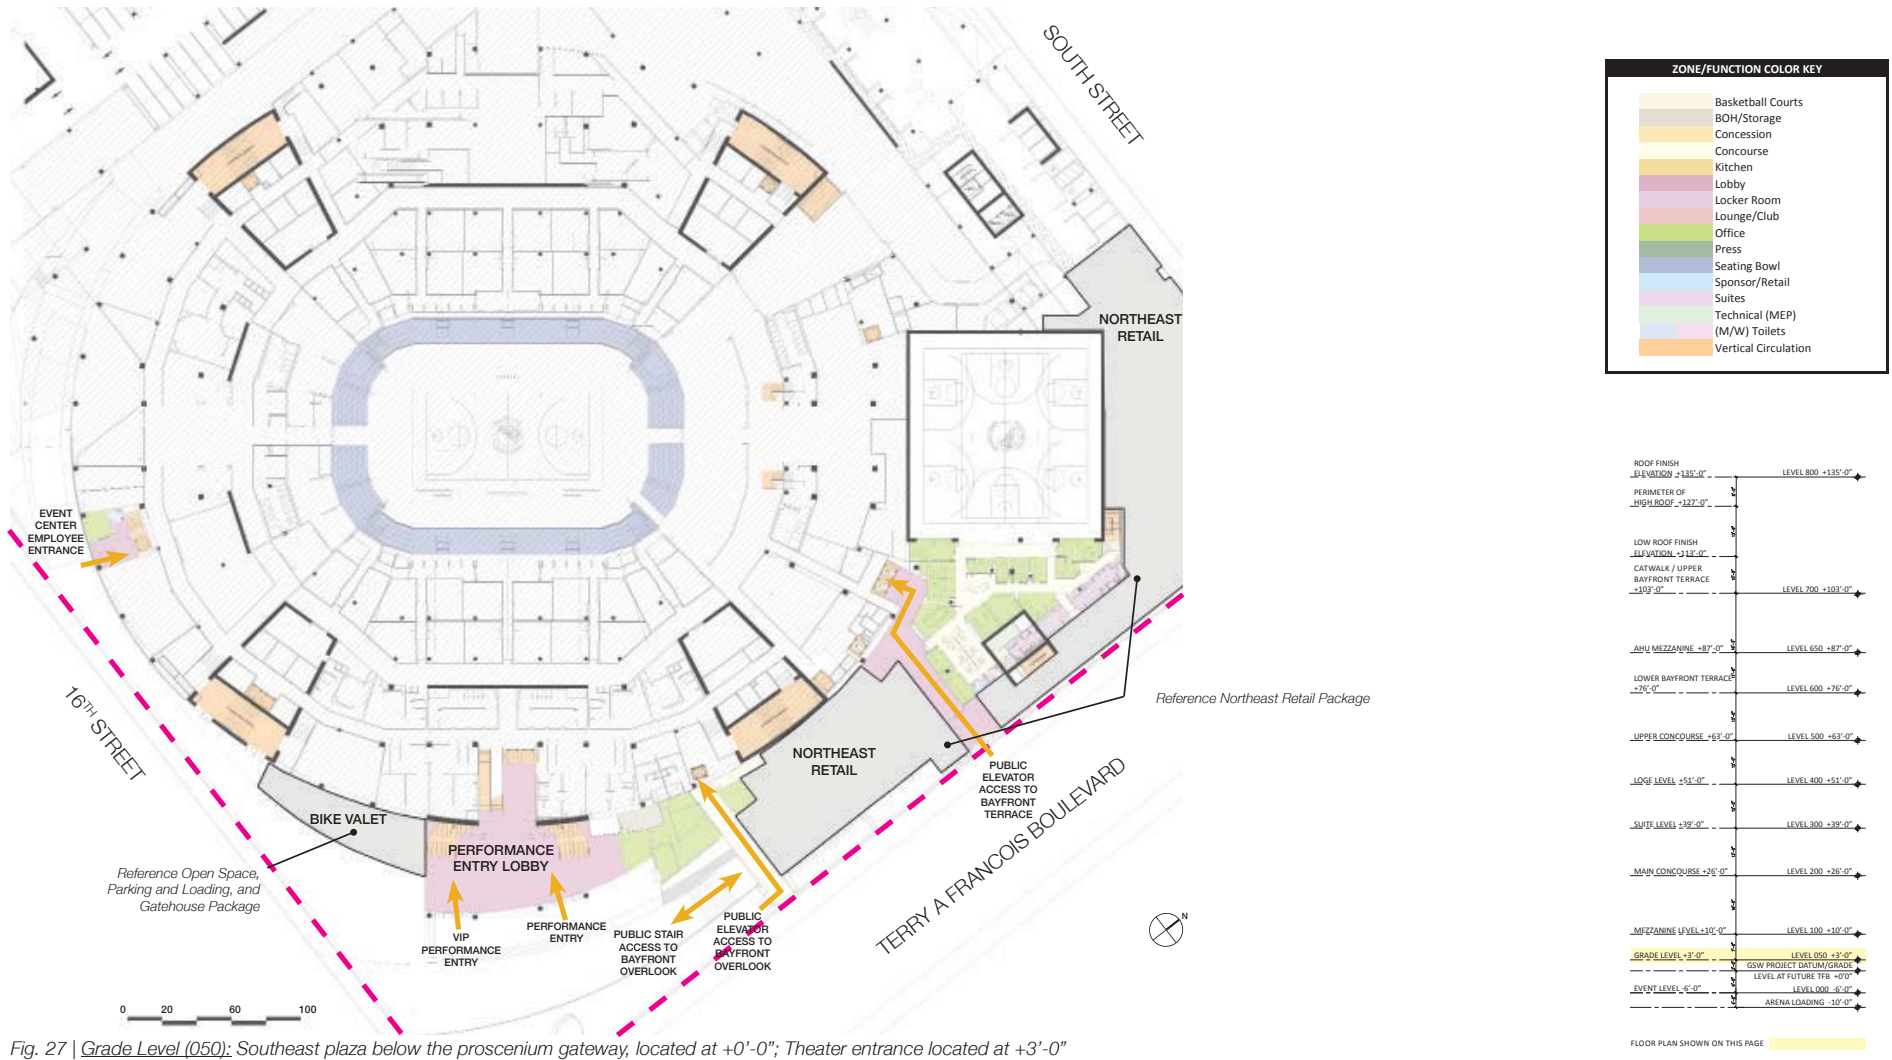 SOUTH STREET
NORTHEAST
RETAIL
EVENT
CENTER
EMPLOYEE
ENTRANCE
16TH STREET
Reference Northeast Retail Package
NORTHEAST
RETAIL
PUBLIC
ELEVATOR
ACCESS TO
BAYFRONT
TERRACE
TERRY A FRANCOIS BOULEVARD
BIKE VALET
PERFORMANCE
ENTRY LOBBY
Reference Open Space,
Parking and Loading, and
Gatehouse Package
VIP
PERFORMANCE
ENTRY
PERFORMANCE
ENTRY
PUBLIC STAIR
ACCESS TO
BAYFRONT
OVERLOOK
PUBLIC
ELEVATOR
ACCESS TO
BAYFRONT
OVERLOOK
N
0 20 60 100
Fig. 27 | Grade Level (050): Southeast plaza below the proscenium gateway, located at +0'-0"; Theater entrance located at +3'-0"
ZONE/FUNCTION COLOR KEY
Basketball Courts
BOH/Storage
Concession
Concourse
Kitchen
Lobby
Locker Room
Lounge/Club
Office
Press
Seating Bowl
Sponsor/Retail
Suites
Technical (MEP)
(M/W) Toilets
Vertical Circulation
ROOF FINISH
ELEVATION +135'-0" LEVEL 800 +135'-0"
PERIMETER OF
HIGH ROOF +127'-0"
LOW ROOF FINISH
ELEVATION +113'-0"
CATWALK / UPPER
BAYFRONT TERRACE
+103'-0" LEVEL 700 +103'-0"
AHU MEZZANINE +87'-0" LEVEL 650 +87'-0"
LOWER BAYFRONT TERRACE
+76'-0" LEVEL 600 +76'-0"
UPPER CONCOURSE +63'-0" LEVEL 500 +63'-0"
LOGE LEVEL +51'-0" LEVEL 400 +51'-0"
SUITE LEVEL +39'-0" LEVEL 300 +39'-0"
MAIN CONCOURSE +26'-0" LEVEL 200 +26'-0"
MEZZANINE LEVEL +10'-0" LEVEL 100 +10'-0"
GRADE LEVEL +3'-0" LEVEL 050 +3'-0"
GSW PROJECT DATUM/GRADE
LEVEL AT FUTURE TFB +0'0"
EVENT LEVEL -6'-0" LEVEL 000 -6'-0"
ARENA LOADING -10'-0"
FLOOR PLAN SHOWN ON THIS PAGE